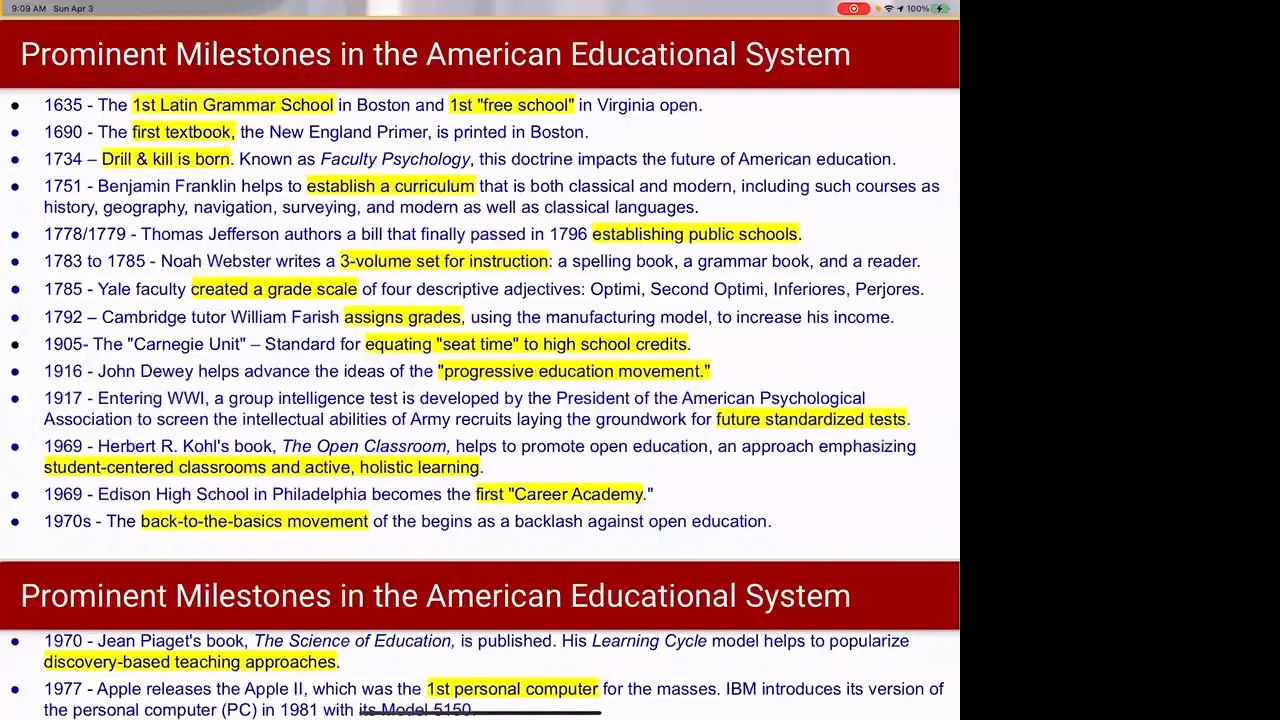 9:09 AM Sun Apr 3
100%
Prominent Milestones in the American Educational System
● 1635 - The 1st Latin Grammar School in Boston and 1st "free school" in Virginia open.
● 1690 - The first textbook, the New England Primer, is printed in Boston.
● 1734 – Drill & kill is born. Known as Faculty Psychology, this doctrine impacts the future of American education.
● 1751 - Benjamin Franklin helps to establish a curriculum that is both classical and modern, including such courses as
history, geography, navigation, surveying, and modern as well as classical languages.
● 1778/1779 - Thomas Jefferson authors a bill that finally passed in 1796 establishing public schools.
● 1783 to 1785 - Noah Webster writes a 3-volume set for instruction: a spelling book, a grammar book, and a reader.
● 1785 - Yale faculty created a grade scale of four descriptive adjectives: Optimi, Second Optimi, Inferiores, Perjores.
● 1792 – Cambridge tutor William Farish assigns grades, using the manufacturing model, to increase his income.
● 1905- The "Carnegie Unit" – Standard for equating "seat time" to high school credits.
● 1916 - John Dewey helps advance the ideas of the "progressive education movement."
● 1917 - Entering WWI, a group intelligence test is developed by the President of the American Psychological
Association to screen the intellectual abilities of Army recruits laying the groundwork for future standardized tests.
● 1969 - Herbert R. Kohl's book, The Open Classroom, helps to promote open education, an approach emphasizing
student-centered classrooms and active, holistic learning.
● 1969 - Edison High School in Philadelphia becomes the first "Career Academy."
● 1970s - The back-to-the-basics movement of the begins as a backlash against open education.
Prominent Milestones in the American Educational System
● 1970 - Jean Piaget's book, The Science of Education, is published. His Learning Cycle model helps to popularize
discovery-based teaching approaches.
● 1977 - Apple releases the Apple II, which was the 1st personal computer for the masses. IBM introduces its version of
the personal computer (PC) in 1981 with its Model 5150.